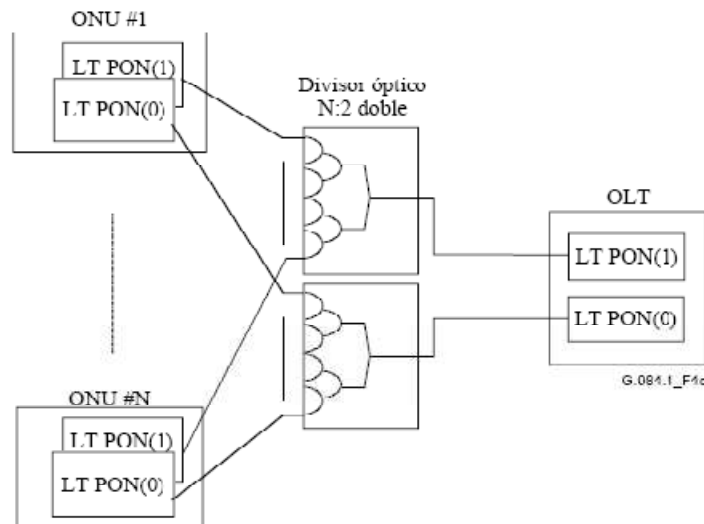 ONU #1
LT PON(1)
LT PON(0)
Divisor óptico
N:2 doble
OLT
LT PON(1)
LT PON(0)
ONU #N
LT PON(1)
LT PON(0)